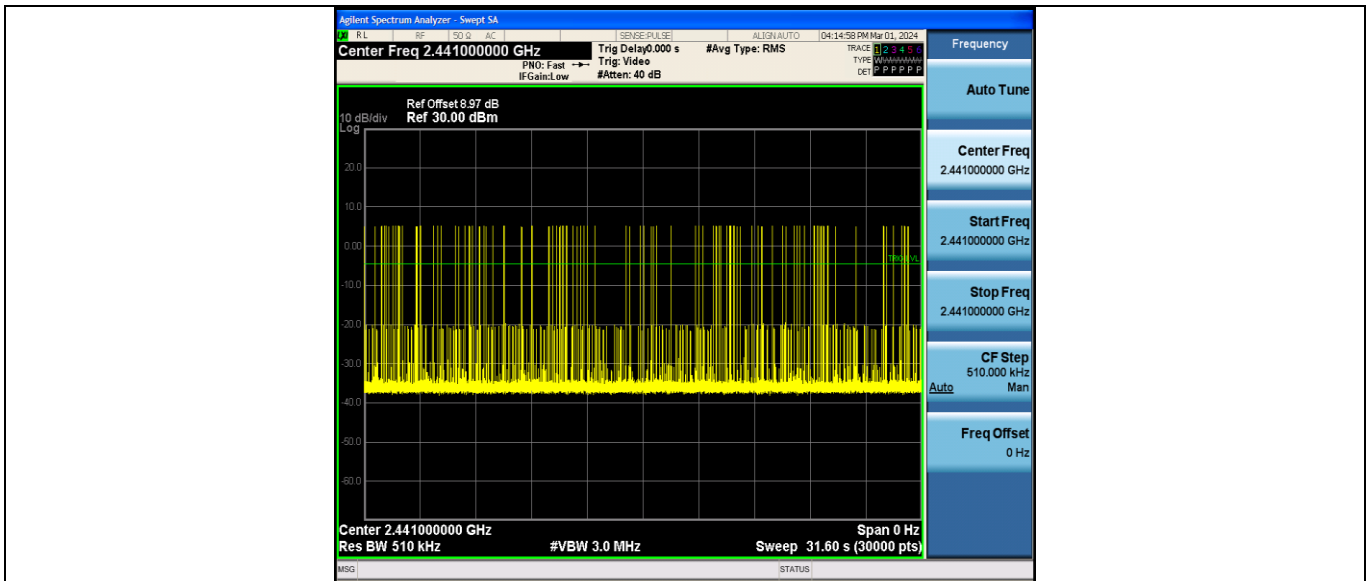 Agilent Spectrum Analyzer - Swept SA
LXI RL RF 50 Ω AC SENSE:PULSE ALIGN AUTO 04:14:58 PM Mar 01, 2024
Center Freq 2.441000000 GHz
PNO: Fast
IFGain:Low
Trig Delay0.000 s
Trig: Video
#Atten: 40 dB
#Avg Type: RMS
TRACE 1 2 3 4 5 6
TYPE
DET P P P P P P
Ref Offset 8.97 dB
10 dB/div Ref 30.00 dBm
Log
20.0
10.0
0.00
-10.0
-20.0
-30.0
-40.0
-50.0
-60.0
Center 2.441000000 GHz Span 0 Hz
Res BW 510 kHz #VBW 3.0 MHz Sweep 31.60 s (30000 pts)
MSG STATUS
Frequency
Auto Tune
Center Freq
2.441000000 GHz
Start Freq
2.441000000 GHz
Stop Freq
2.441000000 GHz
CF Step
510.000 kHz
Auto Man
Freq Offset
0 Hz